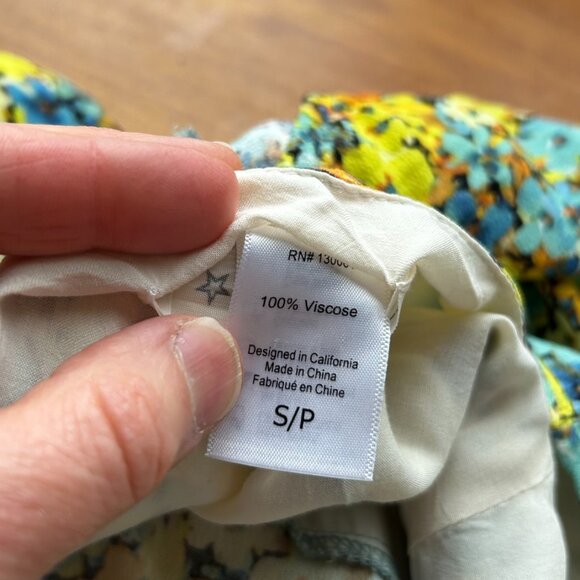 RN#
100% Viscose
Designed in California
Made in China
Fabriqué en Chine
S/P